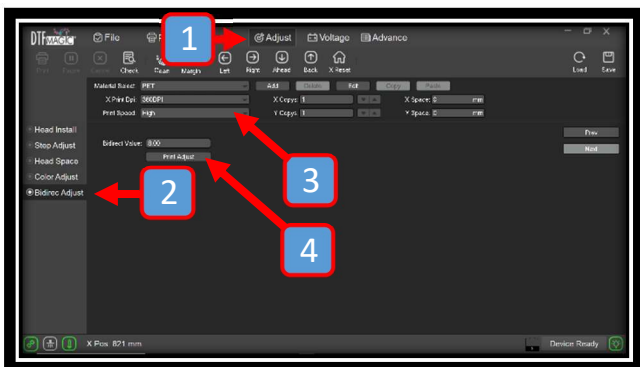 DTF MAGIC File Adjust Voltage Advance
1
Print Pause Cancel Check Clean Margin Left Right Ahead Back X Reset Load Save
Material Select: PET Add Delete Edit Copy Paste
X Print Dpi: 360DPI X Copys: 1 X Space: 0 mm
Print Speed: High Y Copys: 1 Y Space: 0 mm
Head Install
Step Adjust
Head Space
Color Adjust
Bidirec Adjust
Bidirect Value: 0.00
Print Adjust
Prev
Next
2
3
4
X Pos 821 mm Device Ready